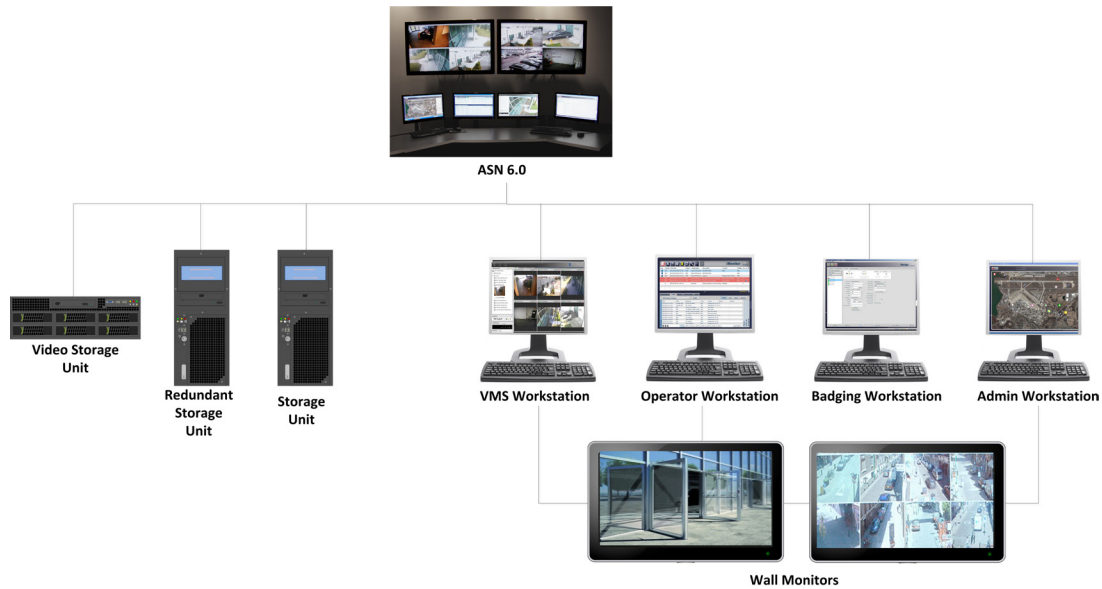 ASN 6.0
Video Storage
Unit
Redundant
Storage
Unit
Storage
Unit
VMS Workstation
Operator Workstation
Badging Workstation
Admin Workstation
Wall Monitors